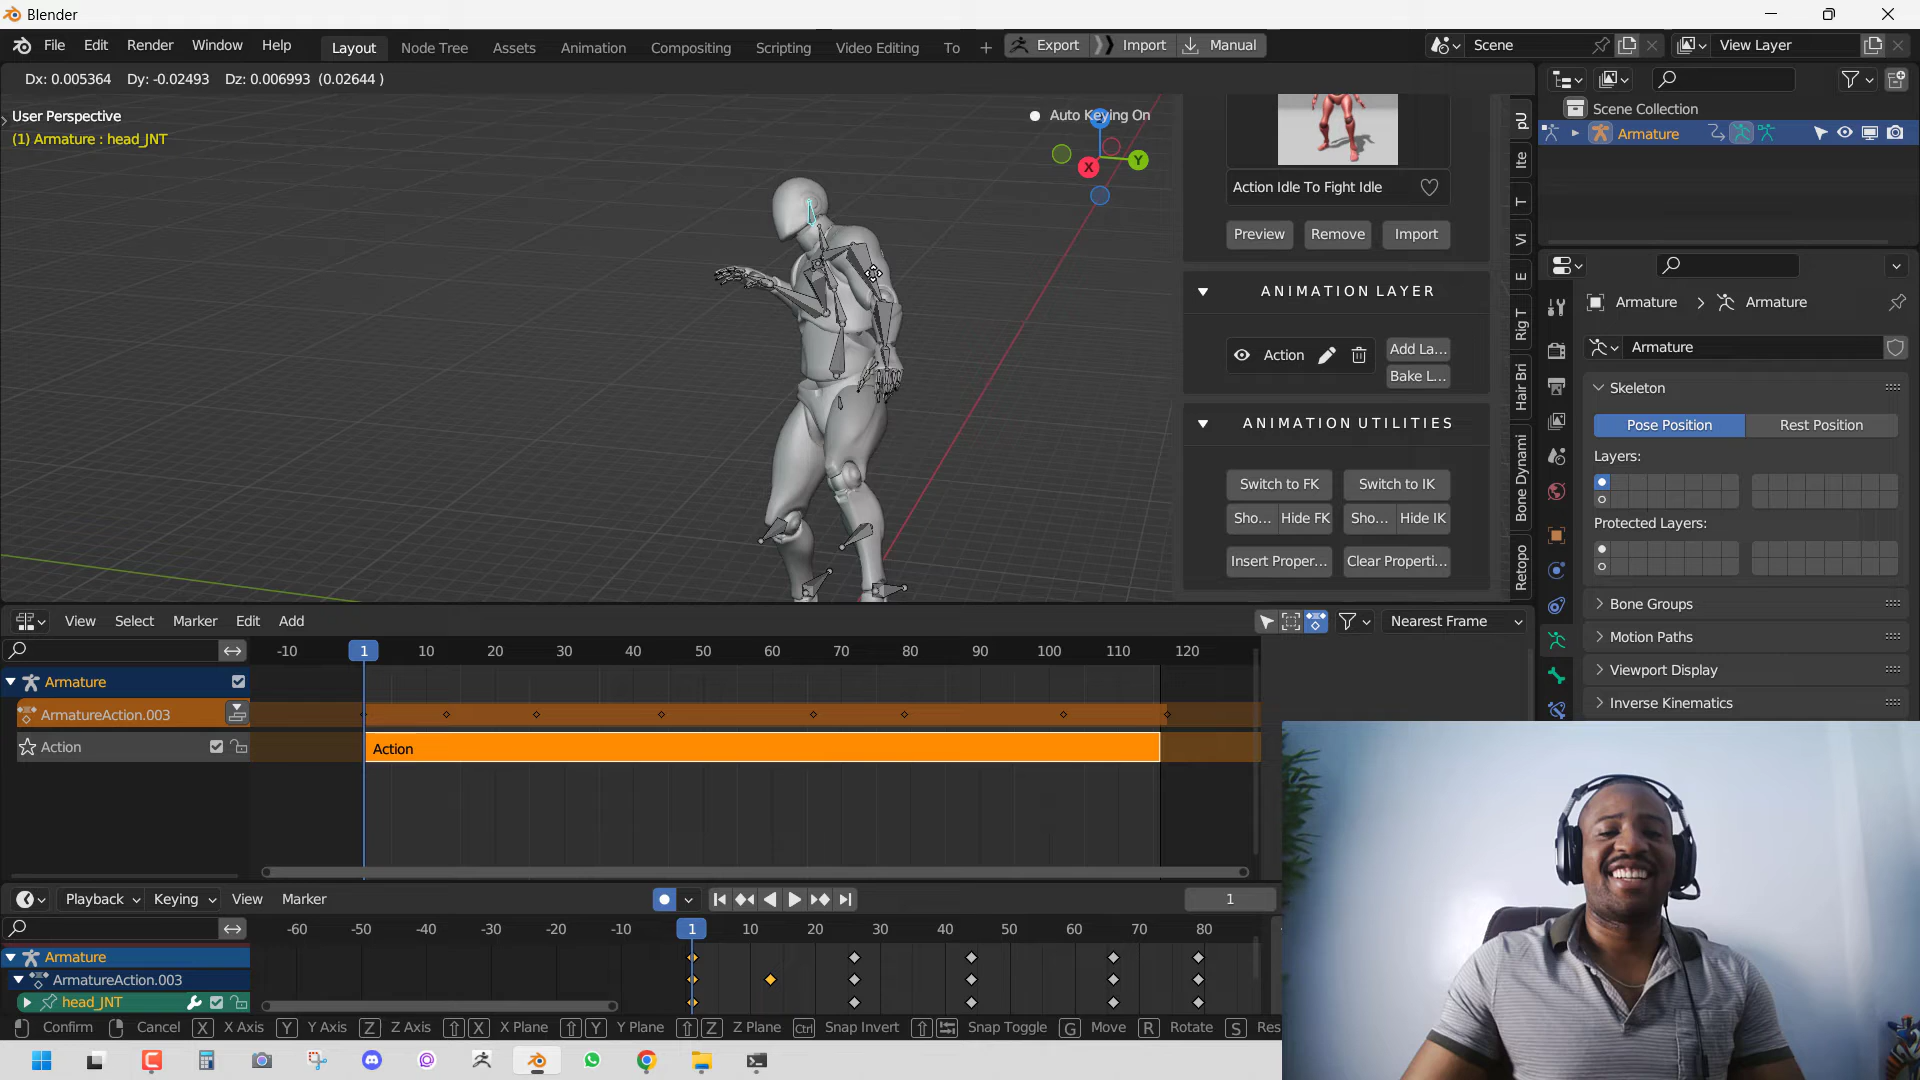 Blender
File Edit Render Window Help Layout Node Tree Assets Animation Compositing Scripting Video Editing To Export Import Manual Scene View Layer
Dx: 0.005364 Dy: -0.02493 Dz: 0.006993 (0.02644 )
User Perspective
(1) Armature : head_JNT
Auto Keying On
X
Y
Action Idle To Fight Idle
Preview Remove Import
ANIMATION LAYER
Action Add La...
Bake L...
ANIMATION UTILITIES
Switch to FK Switch to IK
Sho... Hide FK Sho... Hide IK
Insert Proper... Clear Properti...
pU
Ite
T
Vi
E
Rig T
Hair Bri
Bone Dynami
Retopo
Scene Collection
Armature
Armature > Armature
Armature
Skeleton
Pose Position Rest Position
Layers:
Protected Layers:
Bone Groups
Motion Paths
Viewport Display
Inverse Kinematics
View Select Marker Edit Add Nearest Frame
-10 1 10 20 30 40 50 60 70 80 90 100 110 120
Armature
ArmatureAction.003
Action Action
Playback Keying View Marker 1
-60 -50 -40 -30 -20 -10 1 10 20 30 40 50 60 70 80
Armature
ArmatureAction.003
head_JNT
Confirm Cancel X X Axis Y Y Axis Z Z Axis X X Plane Y Y Plane Z Z Plane Ctrl Snap Invert Snap Toggle G Move R Rotate S Res